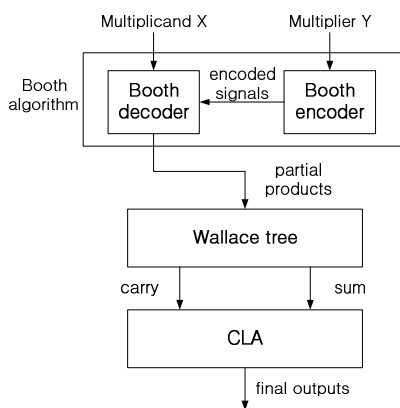 Multiplicand X
Multiplier Y
Booth
algorithm
Booth
decoder
encoded
signals
Booth
encoder
partial
products
Wallace tree
carry
sum
CLA
final outputs